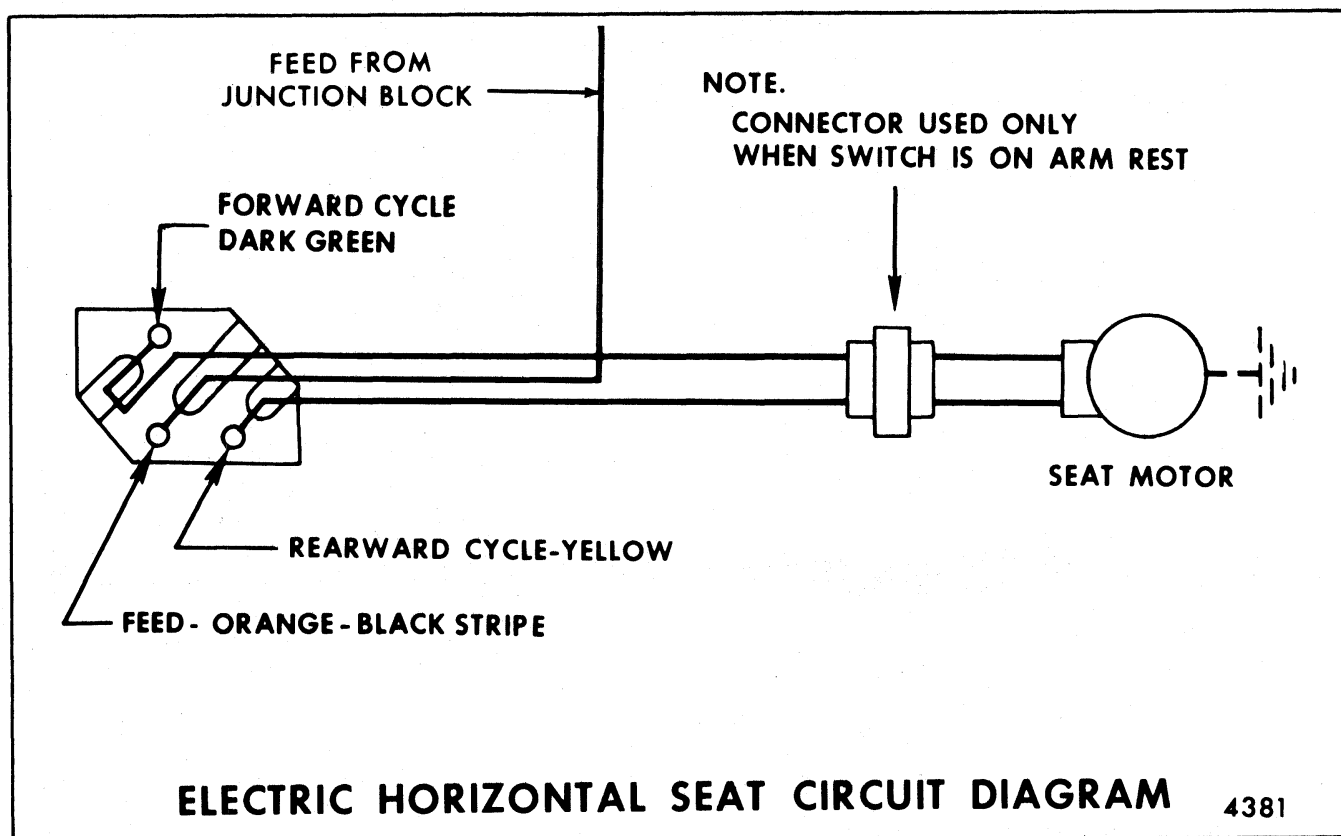 FEED FROM
JUNCTION BLOCK
NOTE.
CONNECTOR USED ONLY
WHEN SWITCH IS ON ARM REST
FORWARD CYCLE
DARK GREEN
SEAT MOTOR
REARWARD CYCLE-YELLOW
FEED- ORANGE-BLACK STRIPE
ELECTRIC HORIZONTAL SEAT CIRCUIT DIAGRAM
4381